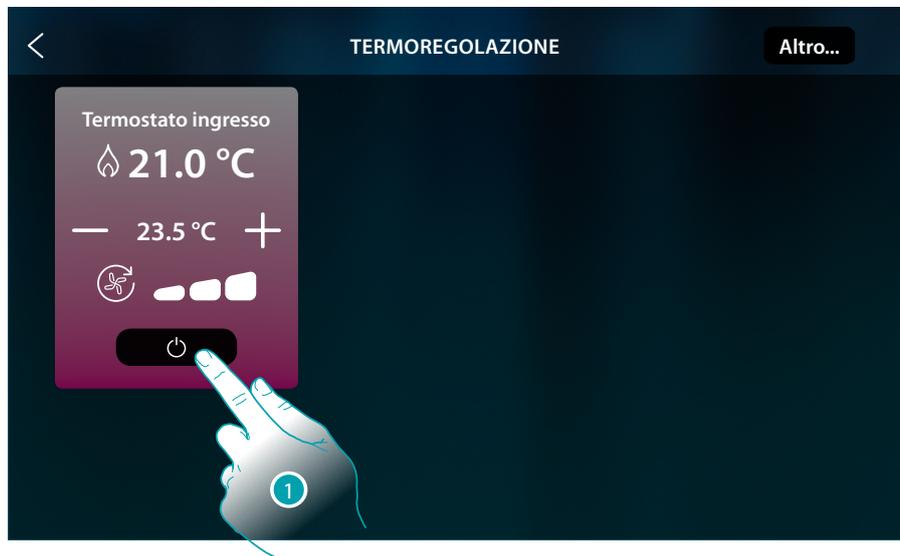 TERMOREGOLAZIONE
Altro...
Termostato ingresso
21.0 °C
23.5 °C
1